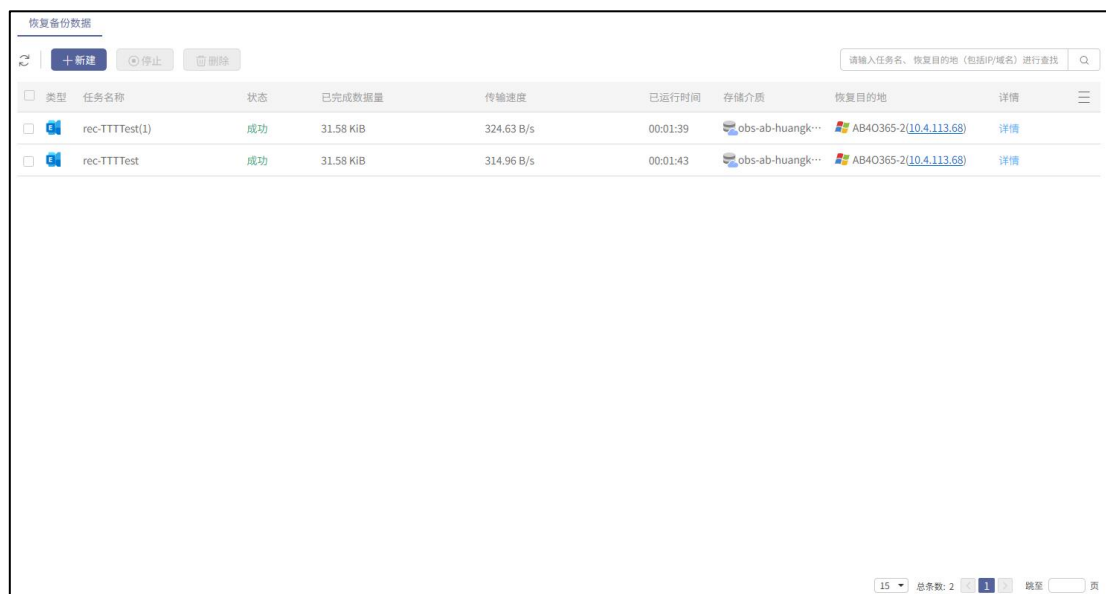 恢复备份数据
新建 停止 删除 请输入任务名、恢复目的地（包括IP/域名）进行查找
类型 任务名称 状态 已完成数据量 传输速度 已运行时间 存储介质 恢复目的地 详情
rec-TTTTest(1) 成功 31.58 KiB 324.63 B/s 00:01:39 obs-ab-huangk··· AB4O365-2(10.4.113.68) 详情
rec-TTTTest 成功 31.58 KiB 314.96 B/s 00:01:43 obs-ab-huangk··· AB4O365-2(10.4.113.68) 详情
15 总条数: 2 < 1 > 跳至 页